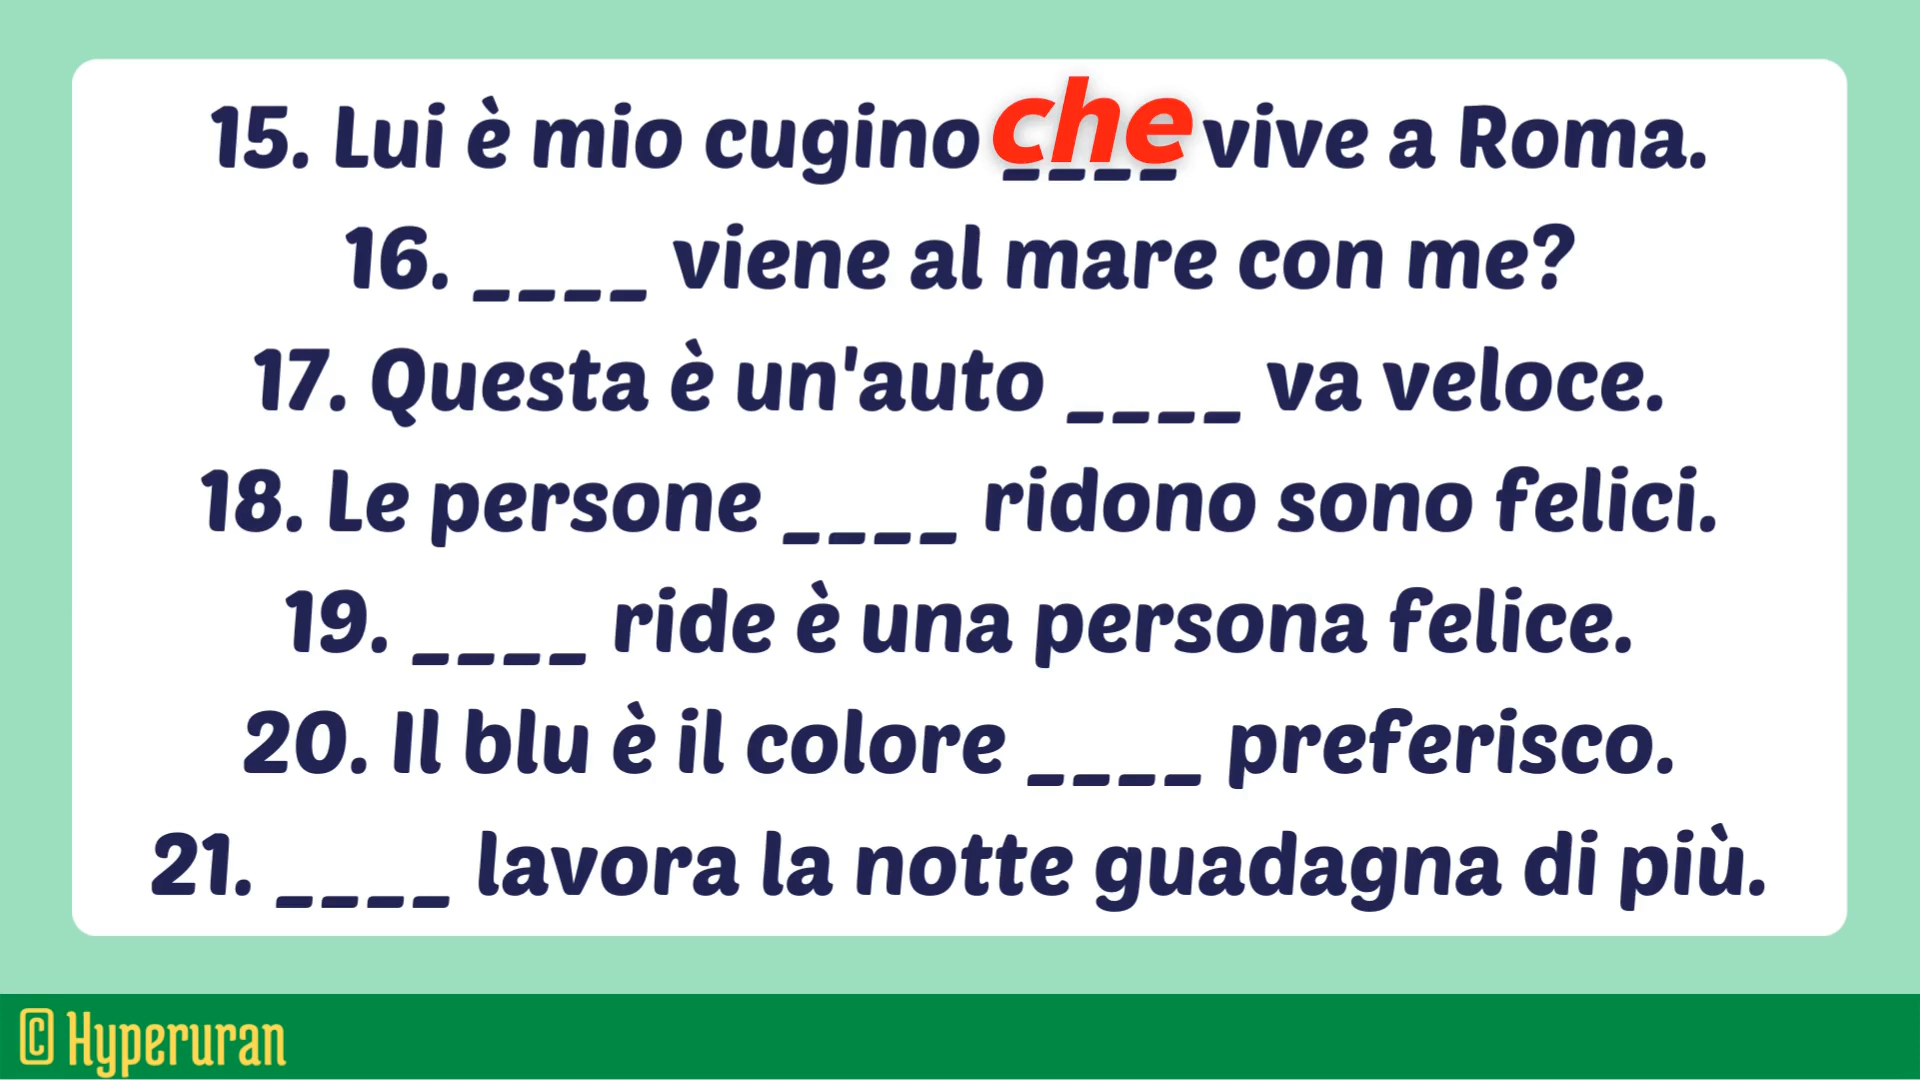 15. Lui è mio cugino che vive a Roma.
16. ____ viene al mare con me?
17. Questa è un'auto ____ va veloce.
18. Le persone ____ ridono sono felici.
19. ____ ride è una persona felice.
20. Il blu è il colore ____ preferisco.
21. ____ lavora la notte guadagna di più.
© Hyperuran